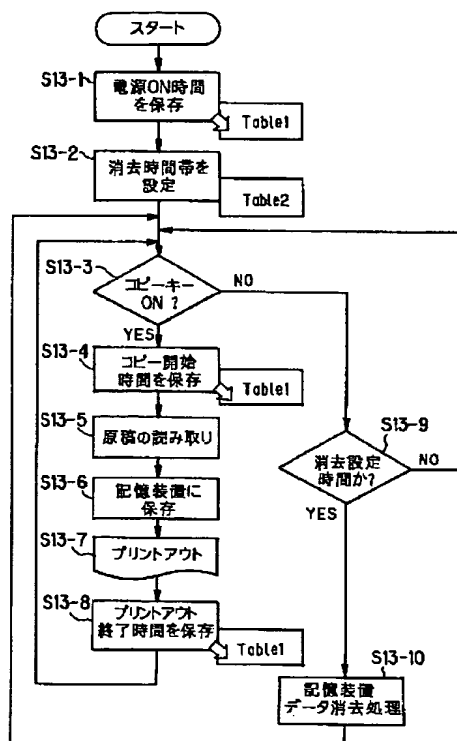 スタート
S13-1
電源ON時間
を保存
Table1
S13-2
消去時間帯を
設定
Table2
S13-3
コピーキー
ON ?
NO
YES
S13-4
コピー開始
時間を保存
Table1
S13-5
原稿の読み取り
S13-6
記憶装置に
保存
S13-7
プリントアウト
S13-8
プリントアウト
終了時間を保存
Table1
S13-9
消去設定
時間か?
NO
YES
S13-10
記憶装置
データ消去処理